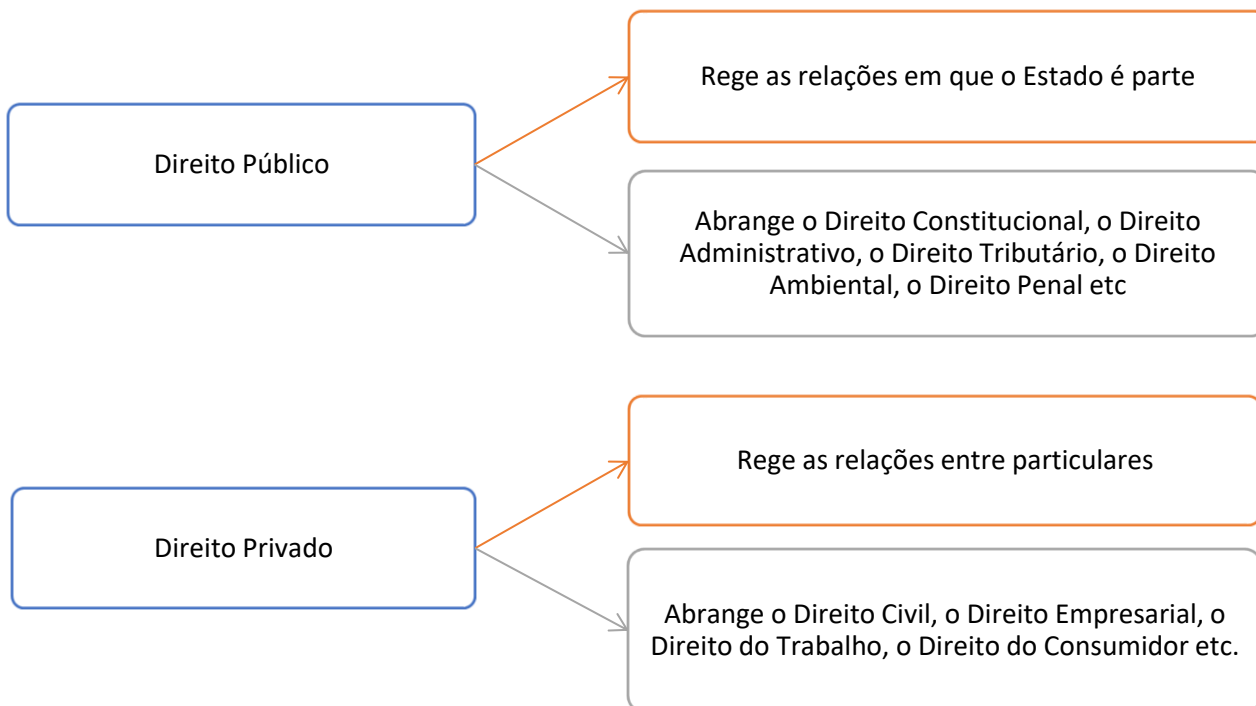 Direito Público
Rege as relações em que o Estado é parte
Abrange o Direito Constitucional, o Direito
Administrativo, o Direito Tributário, o Direito
Ambiental, o Direito Penal etc
Direito Privado
Rege as relações entre particulares
Abrange o Direito Civil, o Direito Empresarial, o
Direito do Trabalho, o Direito do Consumidor etc.